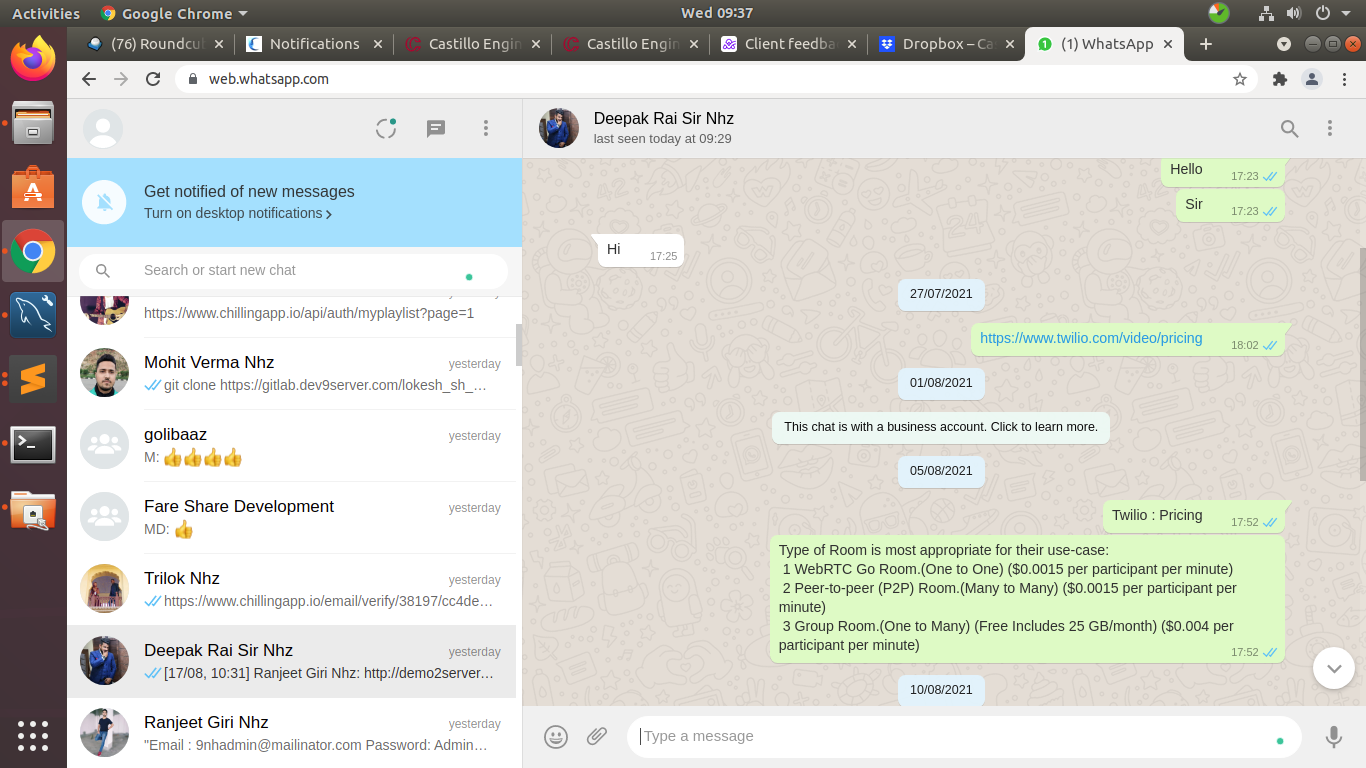 Activities
Google Chrome
Wed 09:37
(76) Roundcu
Notifications
Castillo Engin
Castillo Engin
Client feedba
Dropbox – Ca
(1) WhatsApp
web.whatsapp.com
Get notified of new messages
Turn on desktop notifications
Search or start new chat
https://www.chillingapp.io/api/auth/myplaylist?page=1
Mohit Verma Nhz
yesterday
git clone https://gitlab.dev9server.com/lokesh_sh_…
golibaaz
yesterday
M: 👍👍👍👍
Fare Share Development
yesterday
MD: 👍
Trilok Nhz
yesterday
https://www.chillingapp.io/email/verify/38197/cc4de…
Deepak Rai Sir Nhz
yesterday
[17/08, 10:31] Ranjeet Giri Nhz: http://demo2server…
Ranjeet Giri Nhz
yesterday
"Email : 9nhadmin@mailinator.com Password: Admin…
Deepak Rai Sir Nhz
last seen today at 09:29
Hello
17:23
Sir
17:23
Hi
17:25
27/07/2021
https://www.twilio.com/video/pricing
18:02
01/08/2021
This chat is with a business account. Click to learn more.
05/08/2021
Twilio : Pricing
17:52
Type of Room is most appropriate for their use-case:
1 WebRTC Go Room.(One to One) ($0.0015 per participant per minute)
2 Peer-to-peer (P2P) Room.(Many to Many) ($0.0015 per participant per
minute)
3 Group Room.(One to Many) (Free Includes 25 GB/month) ($0.004 per
participant per minute)
17:52
10/08/2021
Type a message